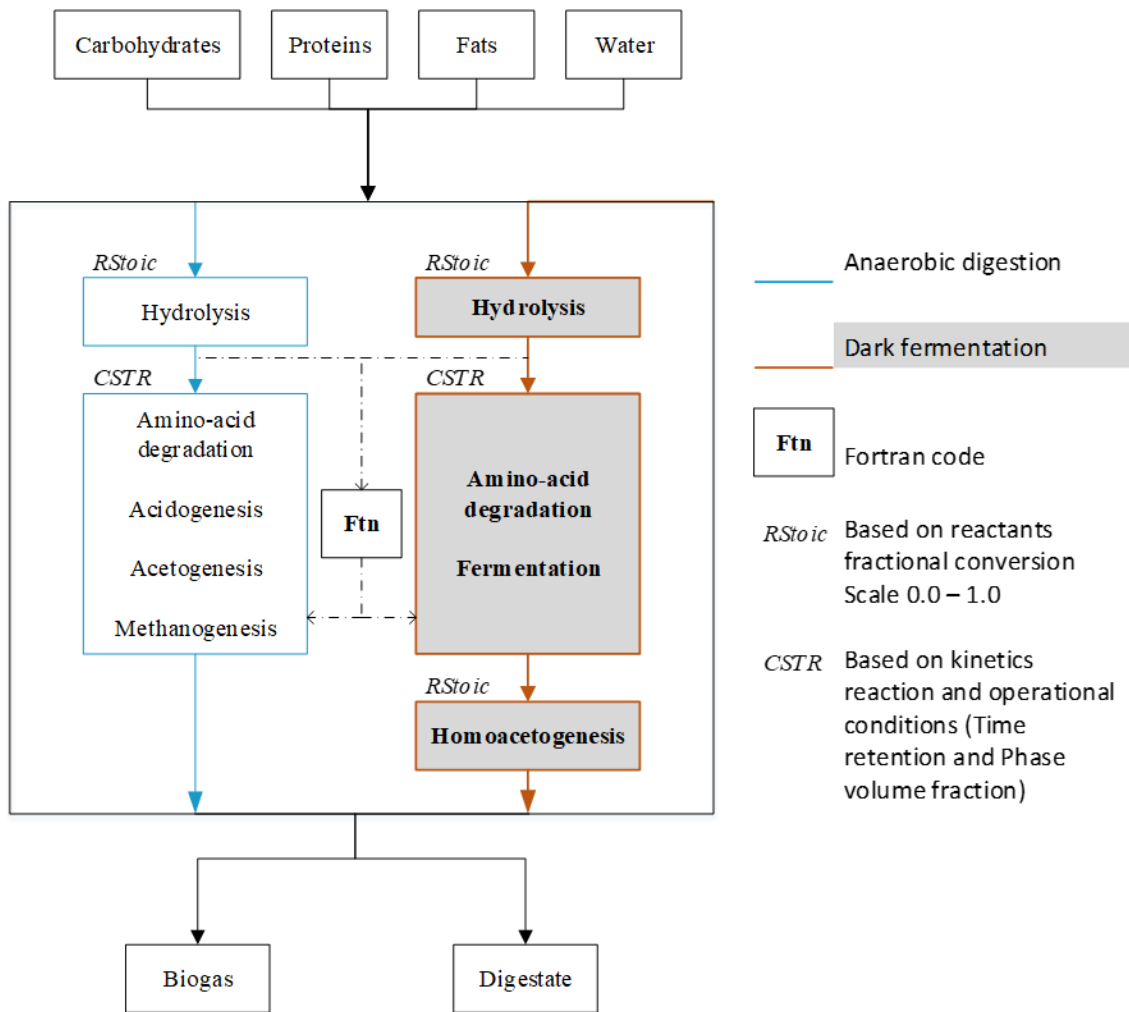 Carbohydrates
Proteins
Fats
Water
RStoic
Hydrolysis
CSTR
Amino-acid
degradation
Acidogenesis
Acetogenesis
Methanogenesis
Ftn
RStoic
Hydrolysis
CSTR
Amino-acid
degradation
Fermentation
RStoic
Homoacetogenesis
Biogas
Digestate
Anaerobic digestion
Dark fermentation
Ftn
Fortran code
RStoic
Based on reactants
fractional conversion
Scale 0.0 – 1.0
CSTR
Based on kinetics
reaction and operational
conditions (Time
retention and Phase
volume fraction)